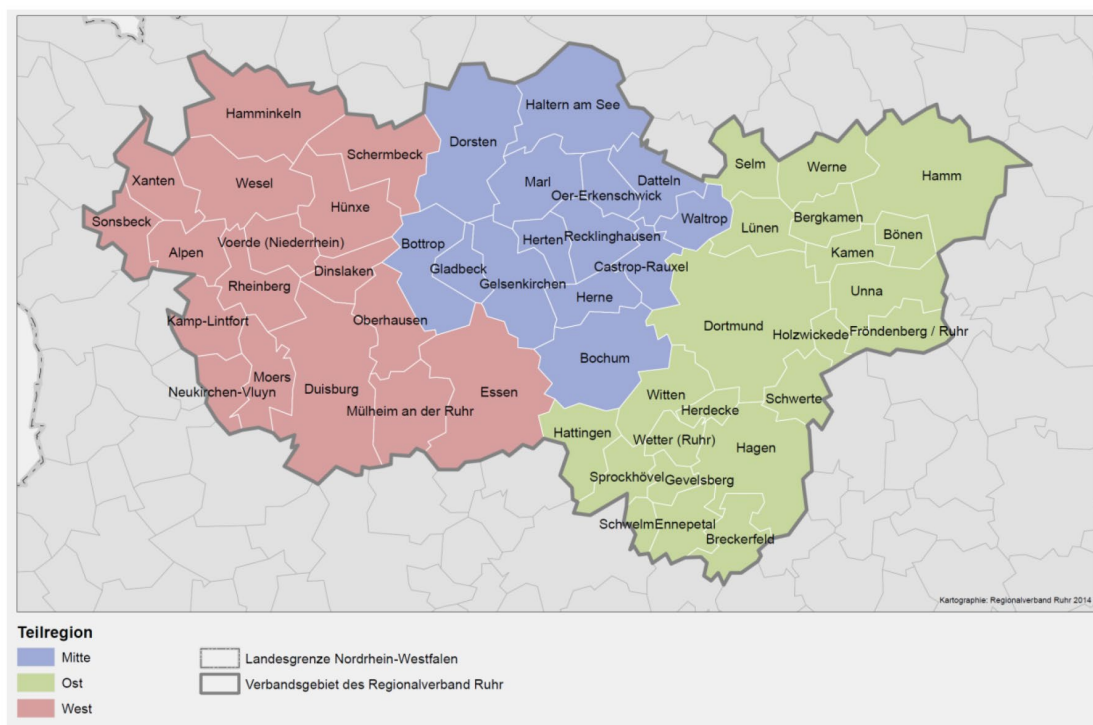 Haltern am See
Hamminkeln
Dorsten
Schermbeck
Selm
Werne
Hamm
Xanten
Wesel
Marl
Datteln
Oer-Erkenschwick
Hünxe
Sonsbeck
Waltrop
Bergkamen
Lünen
Bönen
Alpen
Voerde (Niederrhein)
Bottrop
Herten
Recklinghausen
Kamen
Dinslaken
Gladbeck
Castrop-Rauxel
Rheinberg
Gelsenkirchen
Unna
Herne
Kamp-Lintfort
Oberhausen
Dortmund
Holzwickede
Fröndenberg / Ruhr
Bochum
Moers
Neukirchen-Vluyn
Duisburg
Essen
Witten
Schwerte
Mülheim an der Ruhr
Herdecke
Hattingen
Wetter (Ruhr)
Hagen
Sprockhövel
Gevelsberg
Schwelm
Ennepetal
Breckerfeld
Kartographie: Regionalverband Ruhr 2014
Teilregion
Mitte
Ost
West
Landesgrenze Nordrhein-Westfalen
Verbandsgebiet des Regionalverband Ruhr